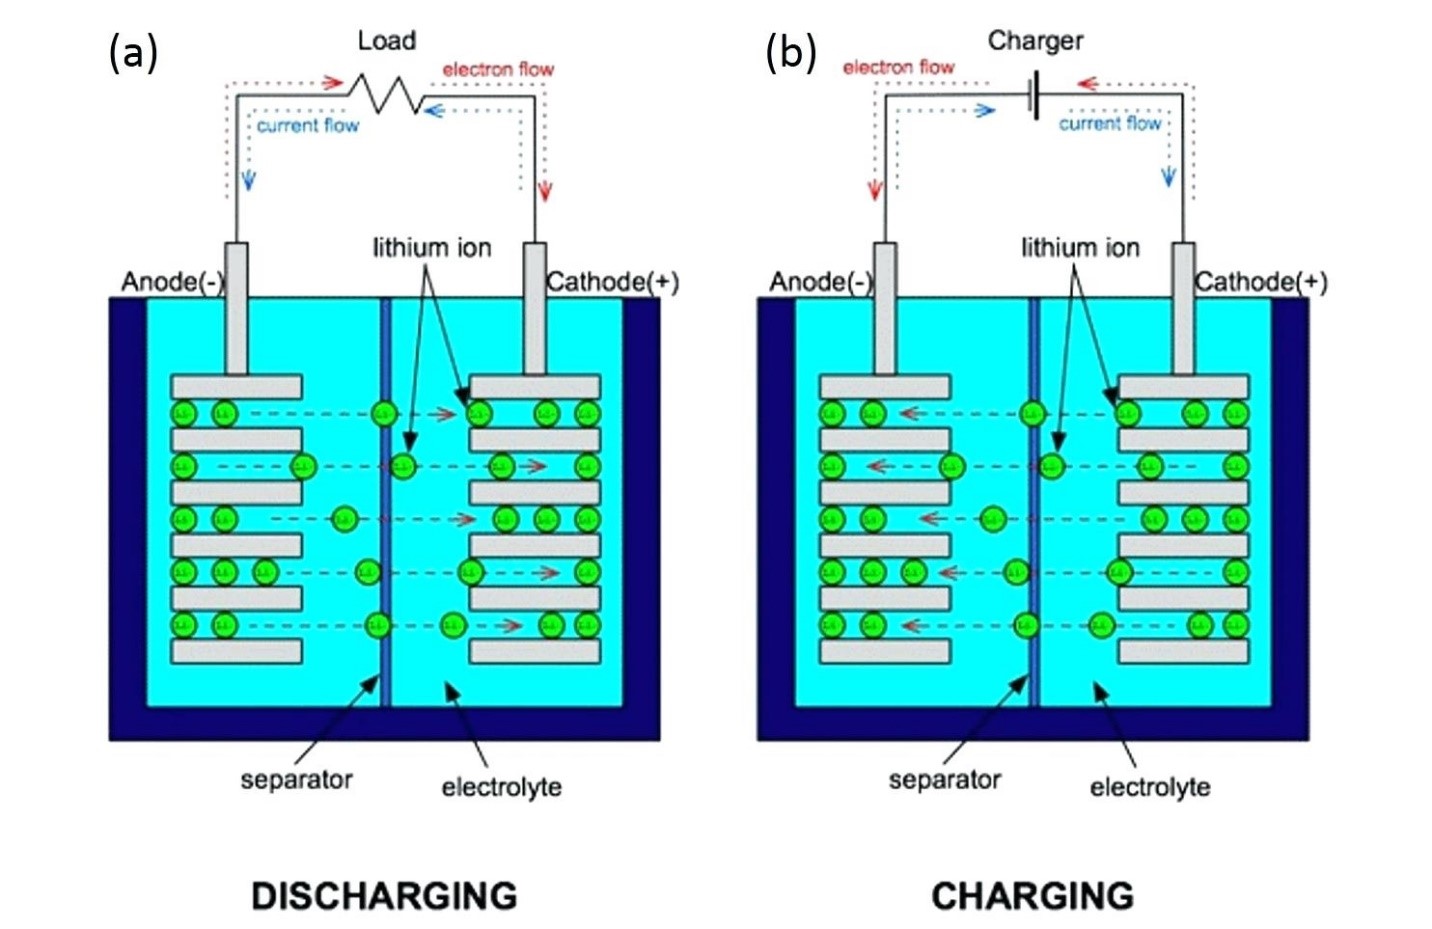 (a)
Load
electron flow
current flow
lithium ion
Anode(-)
Cathode(+)
separator
electrolyte
DISCHARGING
(b)
Charger
electron flow
current flow
lithium ion
Anode(-)
Cathode(+)
separator
electrolyte
CHARGING